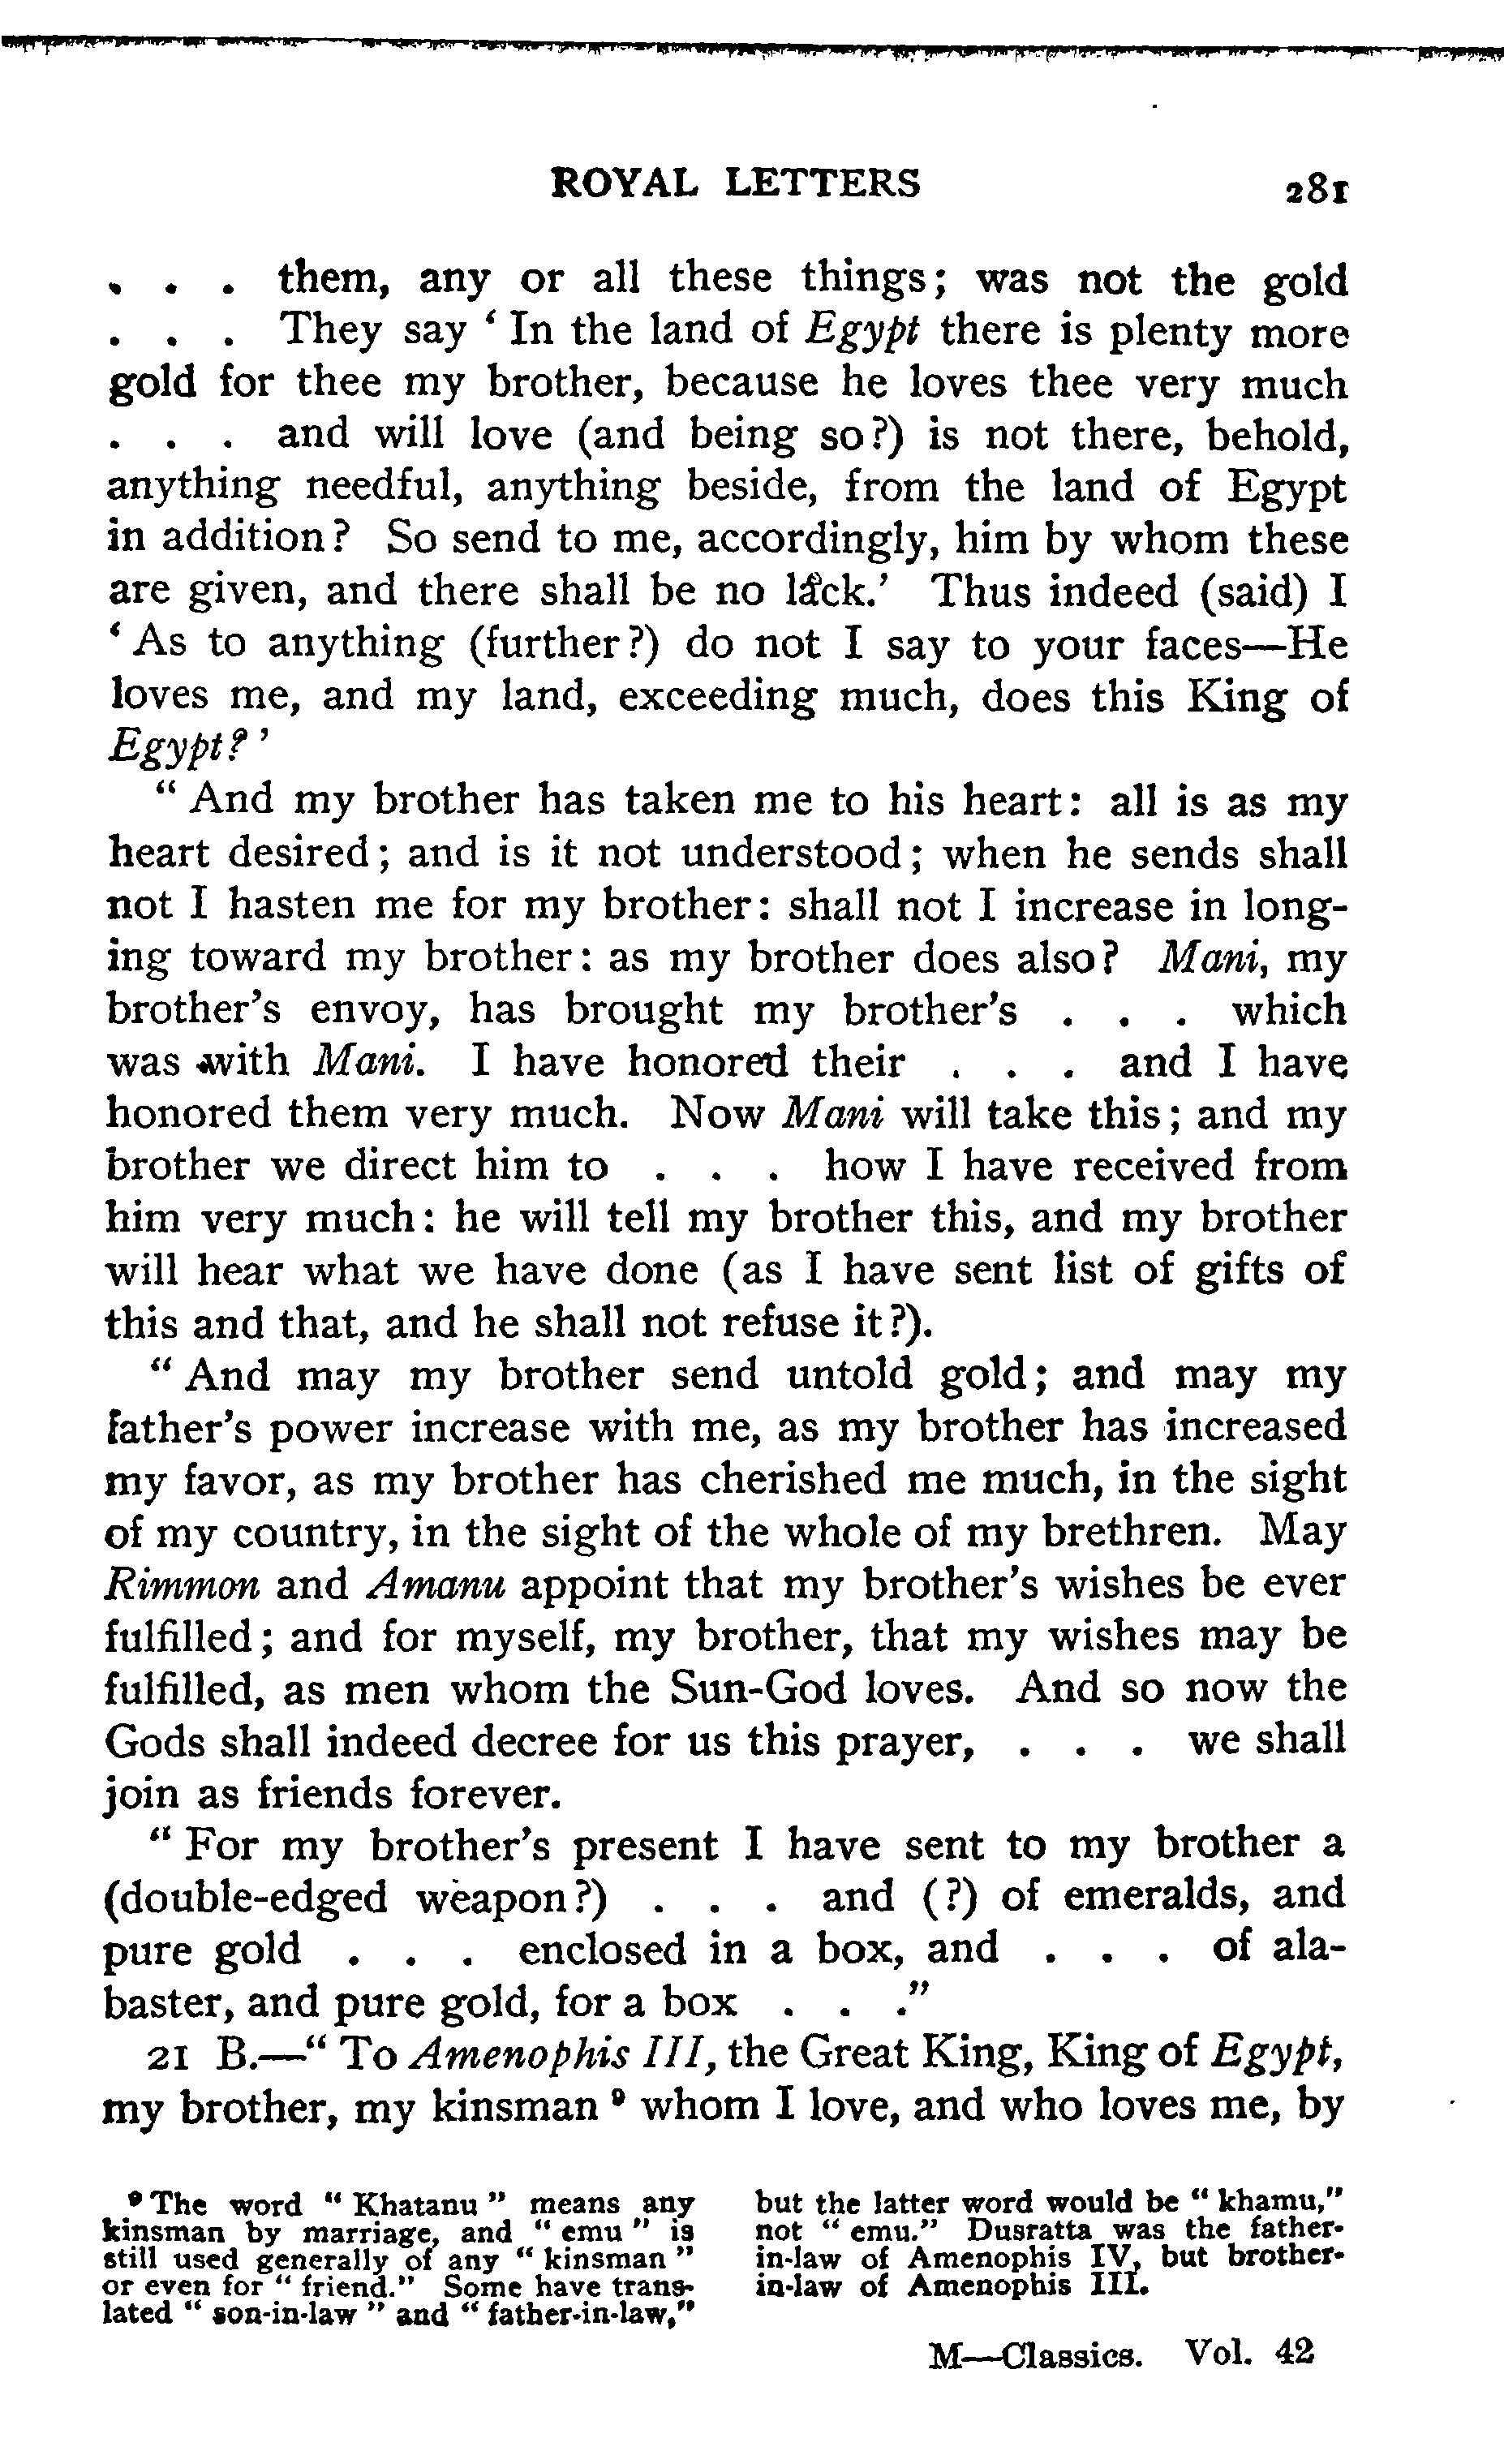 ROYAL LETTERS 281
. . . them, any or all these things; was not the gold
. . . They say ‘ In the land of Egypt there is plenty more
gold for thee my brother, because he loves thee very much
. . . and will love (and being so?) is not there, behold,
anything needful, anything beside, from the land of Egypt
in addition? So send to me, accordingly, him by whom these
are given, and there shall be no lack.’ Thus indeed (said) I
‘ As to anything (further?) do not I say to your faces—He
loves me, and my land, exceeding much, does this King of
Egypt?’
“ And my brother has taken me to his heart: all is as my
heart desired; and is it not understood; when he sends shall
not I hasten me for my brother: shall not I increase in long-
ing toward my brother: as my brother does also? Mani, my
brother’s envoy, has brought my brother’s . . . which
was with Mani. I have honored their . . . and I have
honored them very much. Now Mani will take this; and my
brother we direct him to . . . how I have received from
him very much: he will tell my brother this, and my brother
will hear what we have done (as I have sent list of gifts of
this and that, and he shall not refuse it?).
“ And may my brother send untold gold; and may my
father’s power increase with me, as my brother has increased
my favor, as my brother has cherished me much, in the sight
of my country, in the sight of the whole of my brethren. May
Rimmon and Amanu appoint that my brother’s wishes be ever
fulfilled; and for myself, my brother, that my wishes may be
fulfilled, as men whom the Sun-God loves. And so now the
Gods shall indeed decree for us this prayer, . . . we shall
join as friends forever.
“ For my brother’s present I have sent to my brother a
(double-edged weapon?) . . . and (?) of emeralds, and
pure gold . . . enclosed in a box, and . . . of ala-
baster, and pure gold, for a box . . .”
21 B.—“ To Amenophis III, the Great King, King of Egypt,
my brother, my kinsman ⁹ whom I love, and who loves me, by
⁹ The word “ Khatanu ” means any
kinsman by marriage, and “ emu ” is
still used generally of any “ kinsman ”
or even for “ friend.” Some have trans-
lated “ son-in-law ” and “ father-in-law,”
but the latter word would be “ khamu,”
not “ emu.” Dusratta was the father-
in-law of Amenophis IV, but brother-
in-law of Amenophis III.
M—Classics. Vol. 42